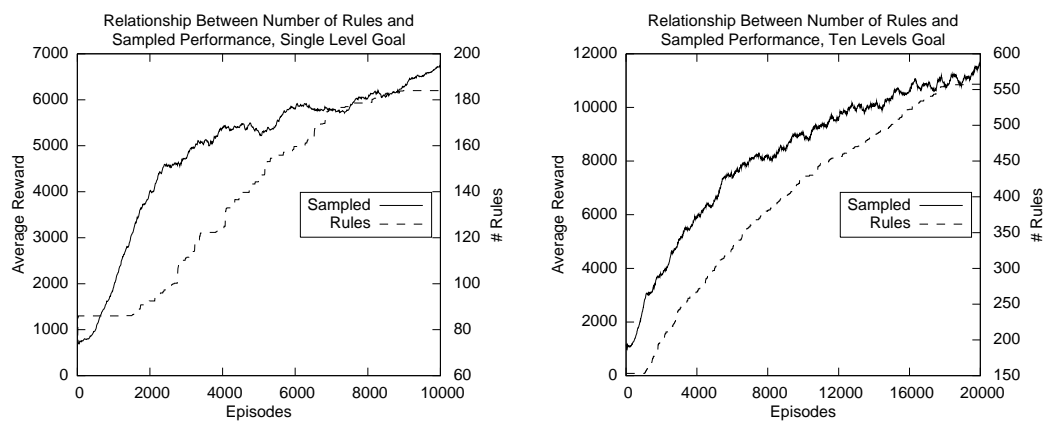 Relationship Between Number of Rules and
Sampled Performance, Single Level Goal
7000
6000
5000
4000
3000
2000
1000
0
Average Reward
200
180
160
140
120
100
80
60
# Rules
Sampled
Rules
0 2000 4000 6000 8000 10000
Episodes
Relationship Between Number of Rules and
Sampled Performance, Ten Levels Goal
12000
10000
8000
6000
4000
2000
0
Average Reward
600
550
500
450
400
350
300
250
200
150
# Rules
Sampled
Rules
0 4000 8000 12000 16000 20000
Episodes